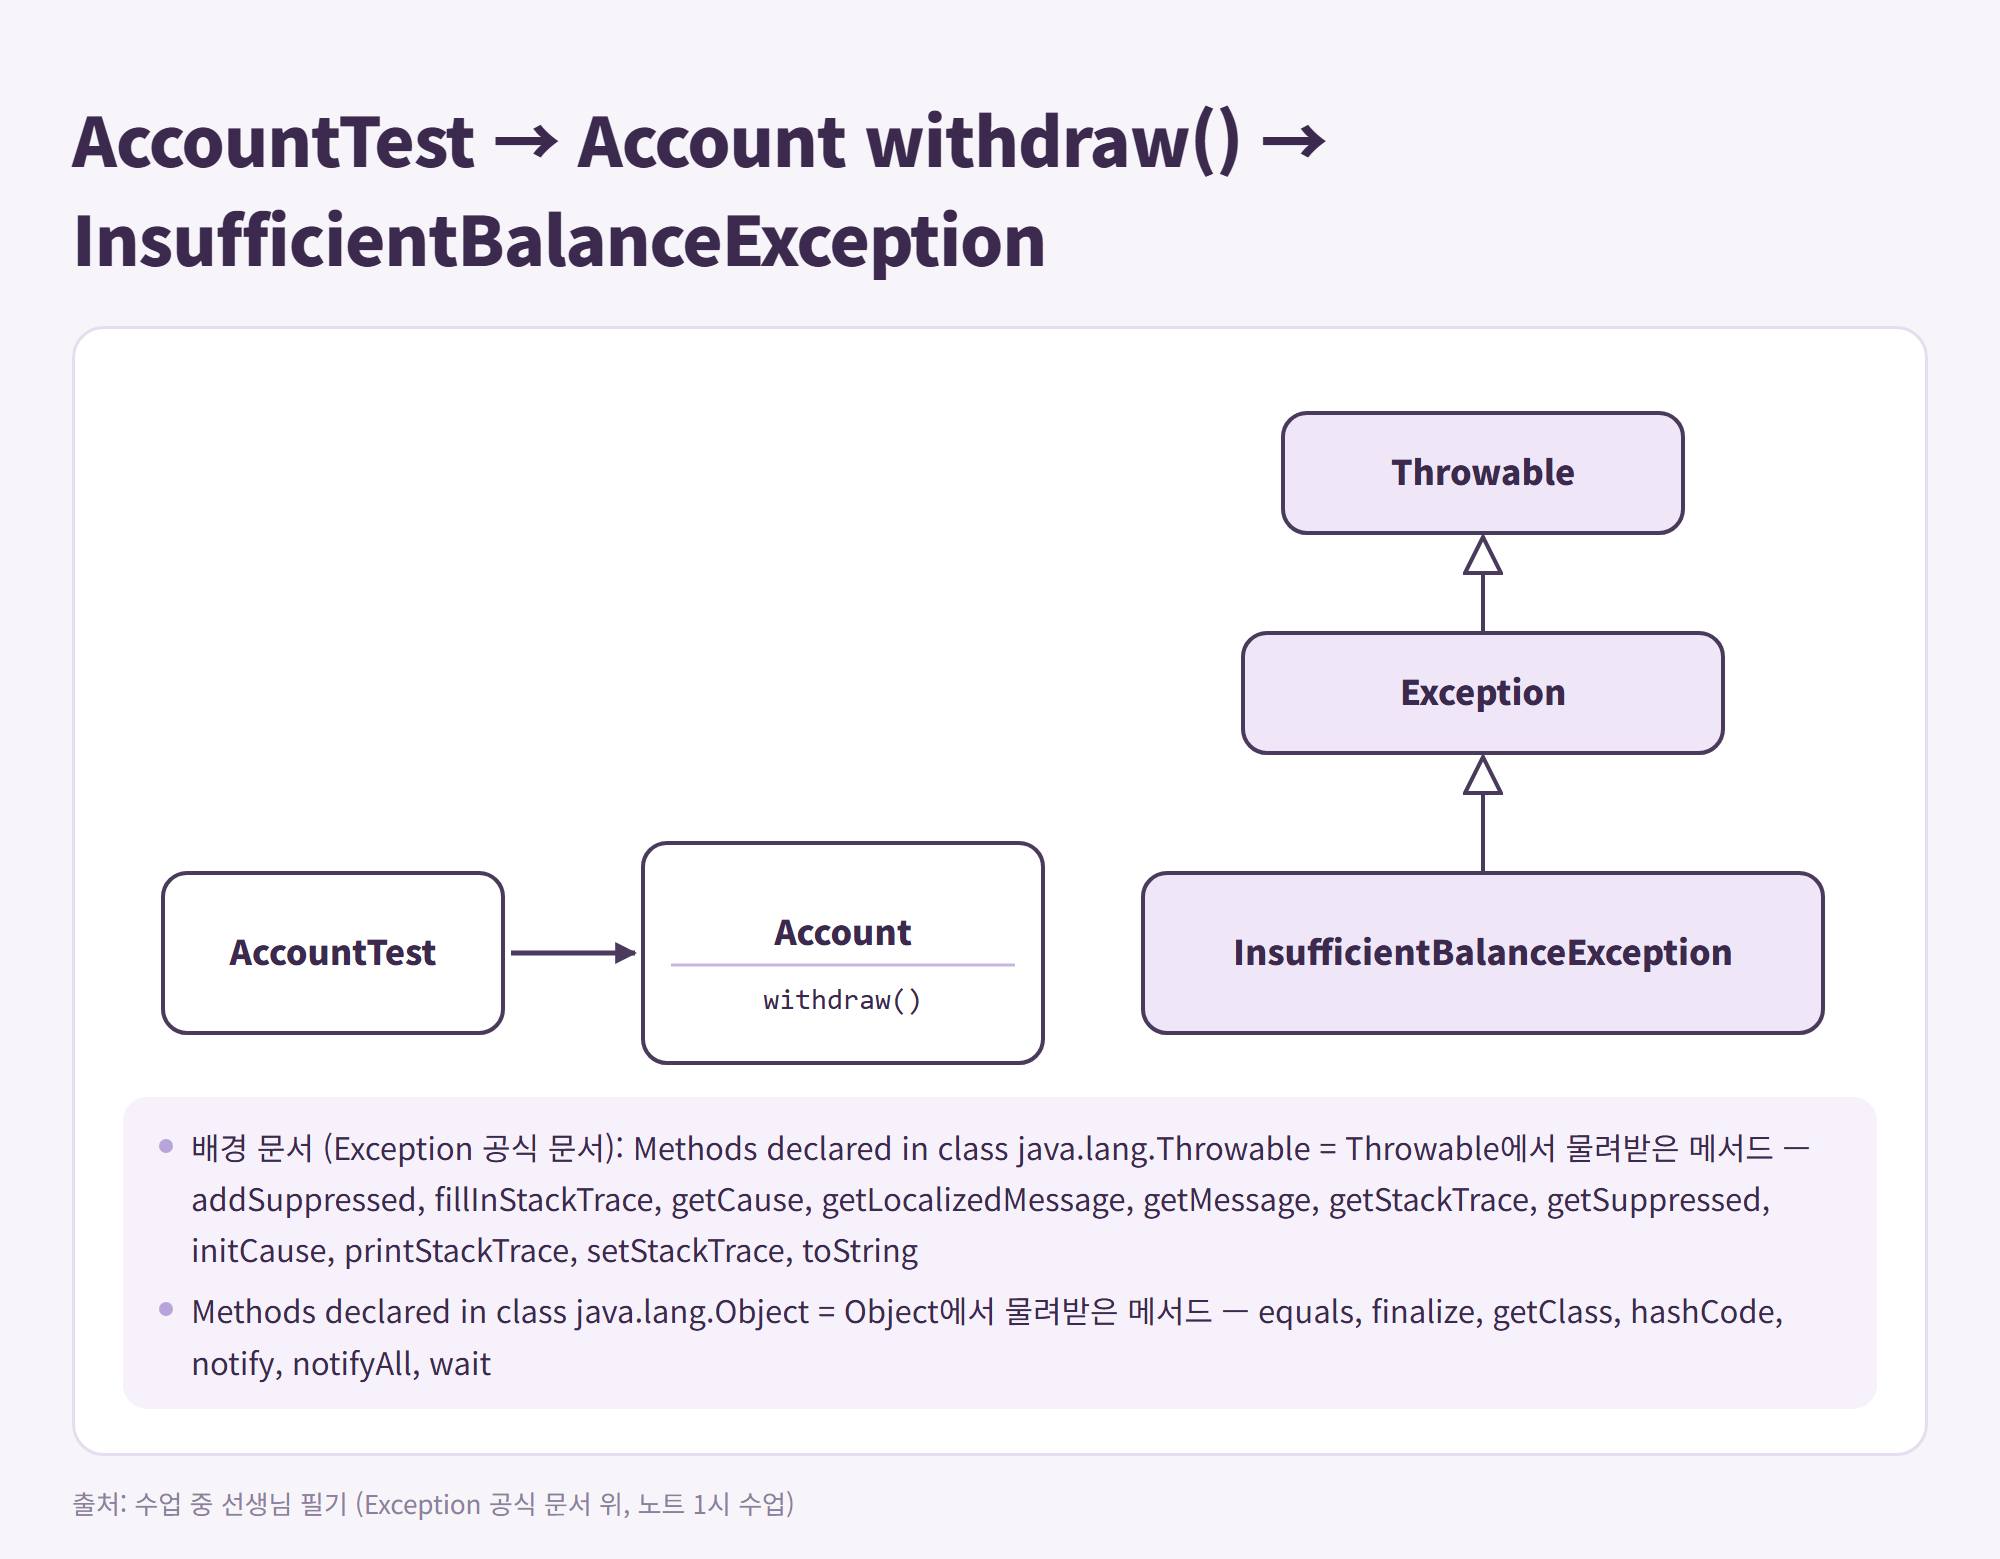 AccountTest → Account withdraw() →
InsufficientBalanceException
Throwable
Exception
AccountTest
Account
withdraw()
InsufficientBalanceException
배경 문서 (Exception 공식 문서): Methods declared in class java.lang.Throwable = Throwable에서 물려받은 메서드 —
addSuppressed, fillInStackTrace, getCause, getLocalizedMessage, getMessage, getStackTrace, getSuppressed,
initCause, printStackTrace, setStackTrace, toString
Methods declared in class java.lang.Object = Object에서 물려받은 메서드 — equals, finalize, getClass, hashCode,
notify, notifyAll, wait
출처: 수업 중 선생님 필기 (Exception 공식 문서 위, 노트 1시 수업)